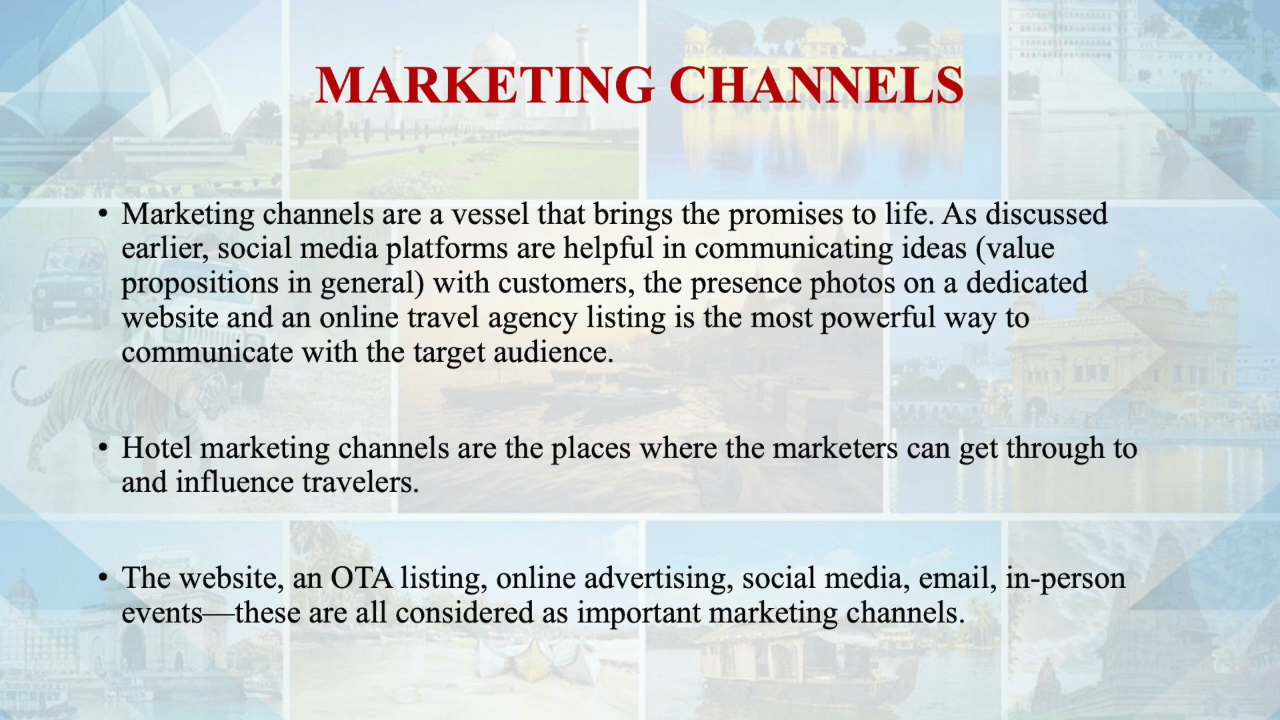 MARKETING CHANNELS
• Marketing channels are a vessel that brings the promises to life. As discussed
earlier, social media platforms are helpful in communicating ideas (value
propositions in general) with customers, the presence photos on a dedicated
website and an online travel agency listing is the most powerful way to
communicate with the target audience.
• Hotel marketing channels are the places where the marketers can get through to
and influence travelers.
• The website, an OTA listing, online advertising, social media, email, in-person
events—these are all considered as important marketing channels.